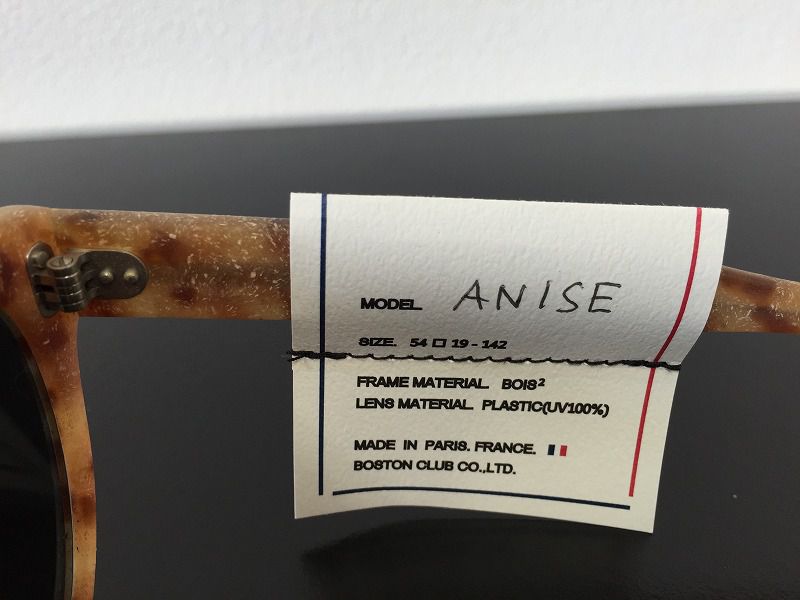 MODEL. ANISE
SIZE. 54 □ 19 - 142
FRAME MATERIAL. BOIS²
LENS MATERIAL. PLASTIC(UV100%)
MADE IN PARIS. FRANCE.
BOSTON CLUB CO.,LTD.